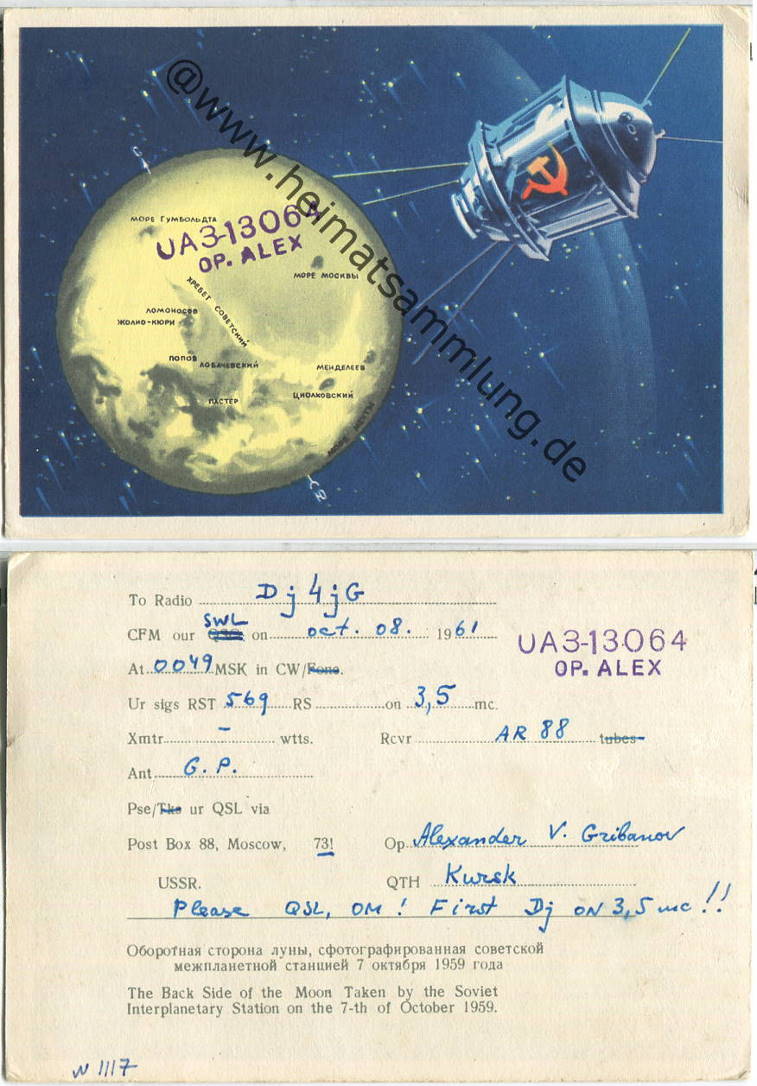 @www.heimatsammlung.de
МОРЕ ГУМБОЛЬДТА
UA3-13064
OP. ALEX
МОРЕ МОСКВЫ
ХРЕБЕТ СОВЕТСКИЙ
ЛОМОНОСОВ
ЖОЛИО-КЮРИ
ПОПОВ
ЛОБАЧЕВСКИЙ
МЕНДЕЛЕЕВ
ПАСТЕР
ЦИОЛКОВСКИЙ
МОРЕ МЕЧТЫ
To Radio Dj4jG
SWL
CFM our QSO on oct. 08. 1961
UA3-13064
OP. ALEX
At 0049 MSK in CW/Fone.
Ur sigs RST 569 RS on 3,5 mc.
Xmtr - wtts. Rcvr AR 88 tubes
Ant G.P.
Pse/Tks ur QSL via
Post Box 88, Moscow, 73! Op. Alexander V. Gribanov
USSR. QTH Kursk
Please QSL, OM! First Dj on 3,5 mc!!
Оборотная сторона луны, сфотографированная советской
межпланетной станцией 7 октября 1959 года
The Back Side of the Moon Taken by the Soviet
Interplanetary Station on the 7-th of October 1959.
N 1117